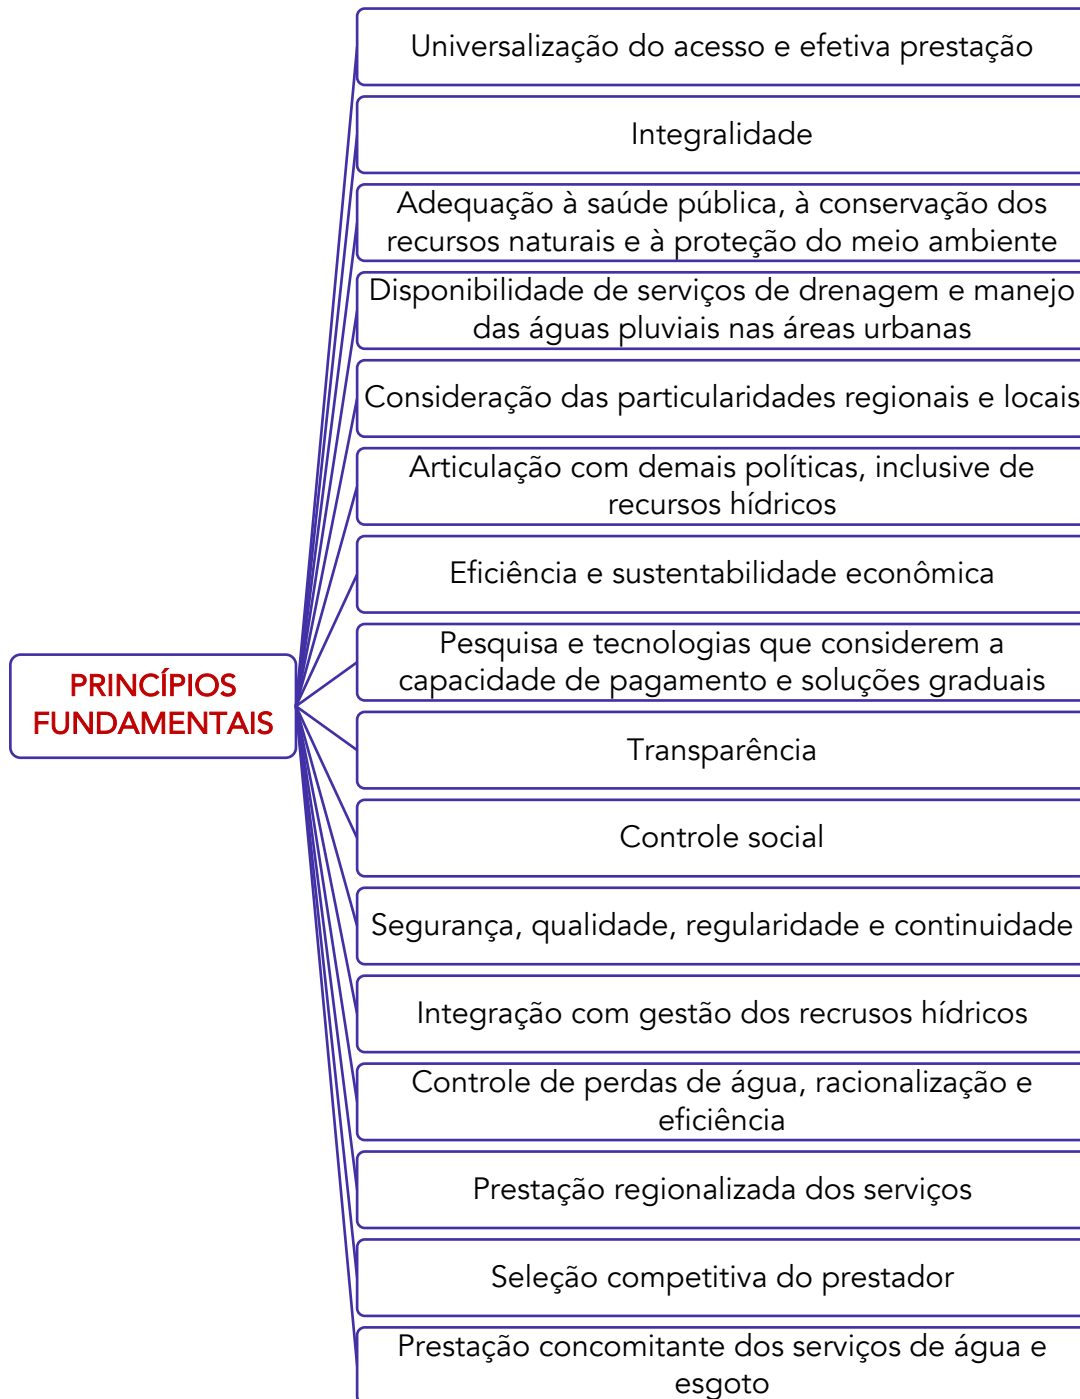 Universalização do acesso e efetiva prestação
Integralidade
Adequação à saúde pública, à conservação dos
recursos naturais e à proteção do meio ambiente
Disponibilidade de serviços de drenagem e manejo
das águas pluviais nas áreas urbanas
Consideração das particularidades regionais e locais
Articulação com demais políticas, inclusive de
recursos hídricos
Eficiência e sustentabilidade econômica
PRINCÍPIOS
FUNDAMENTAIS
Pesquisa e tecnologias que considerem a
capacidade de pagamento e soluções graduais
Transparência
Controle social
Segurança, qualidade, regularidade e continuidade
Integração com gestão dos recrusos hídricos
Controle de perdas de água, racionalização e
eficiência
Prestação regionalizada dos serviços
Seleção competitiva do prestador
Prestação concomitante dos serviços de água e
esgoto